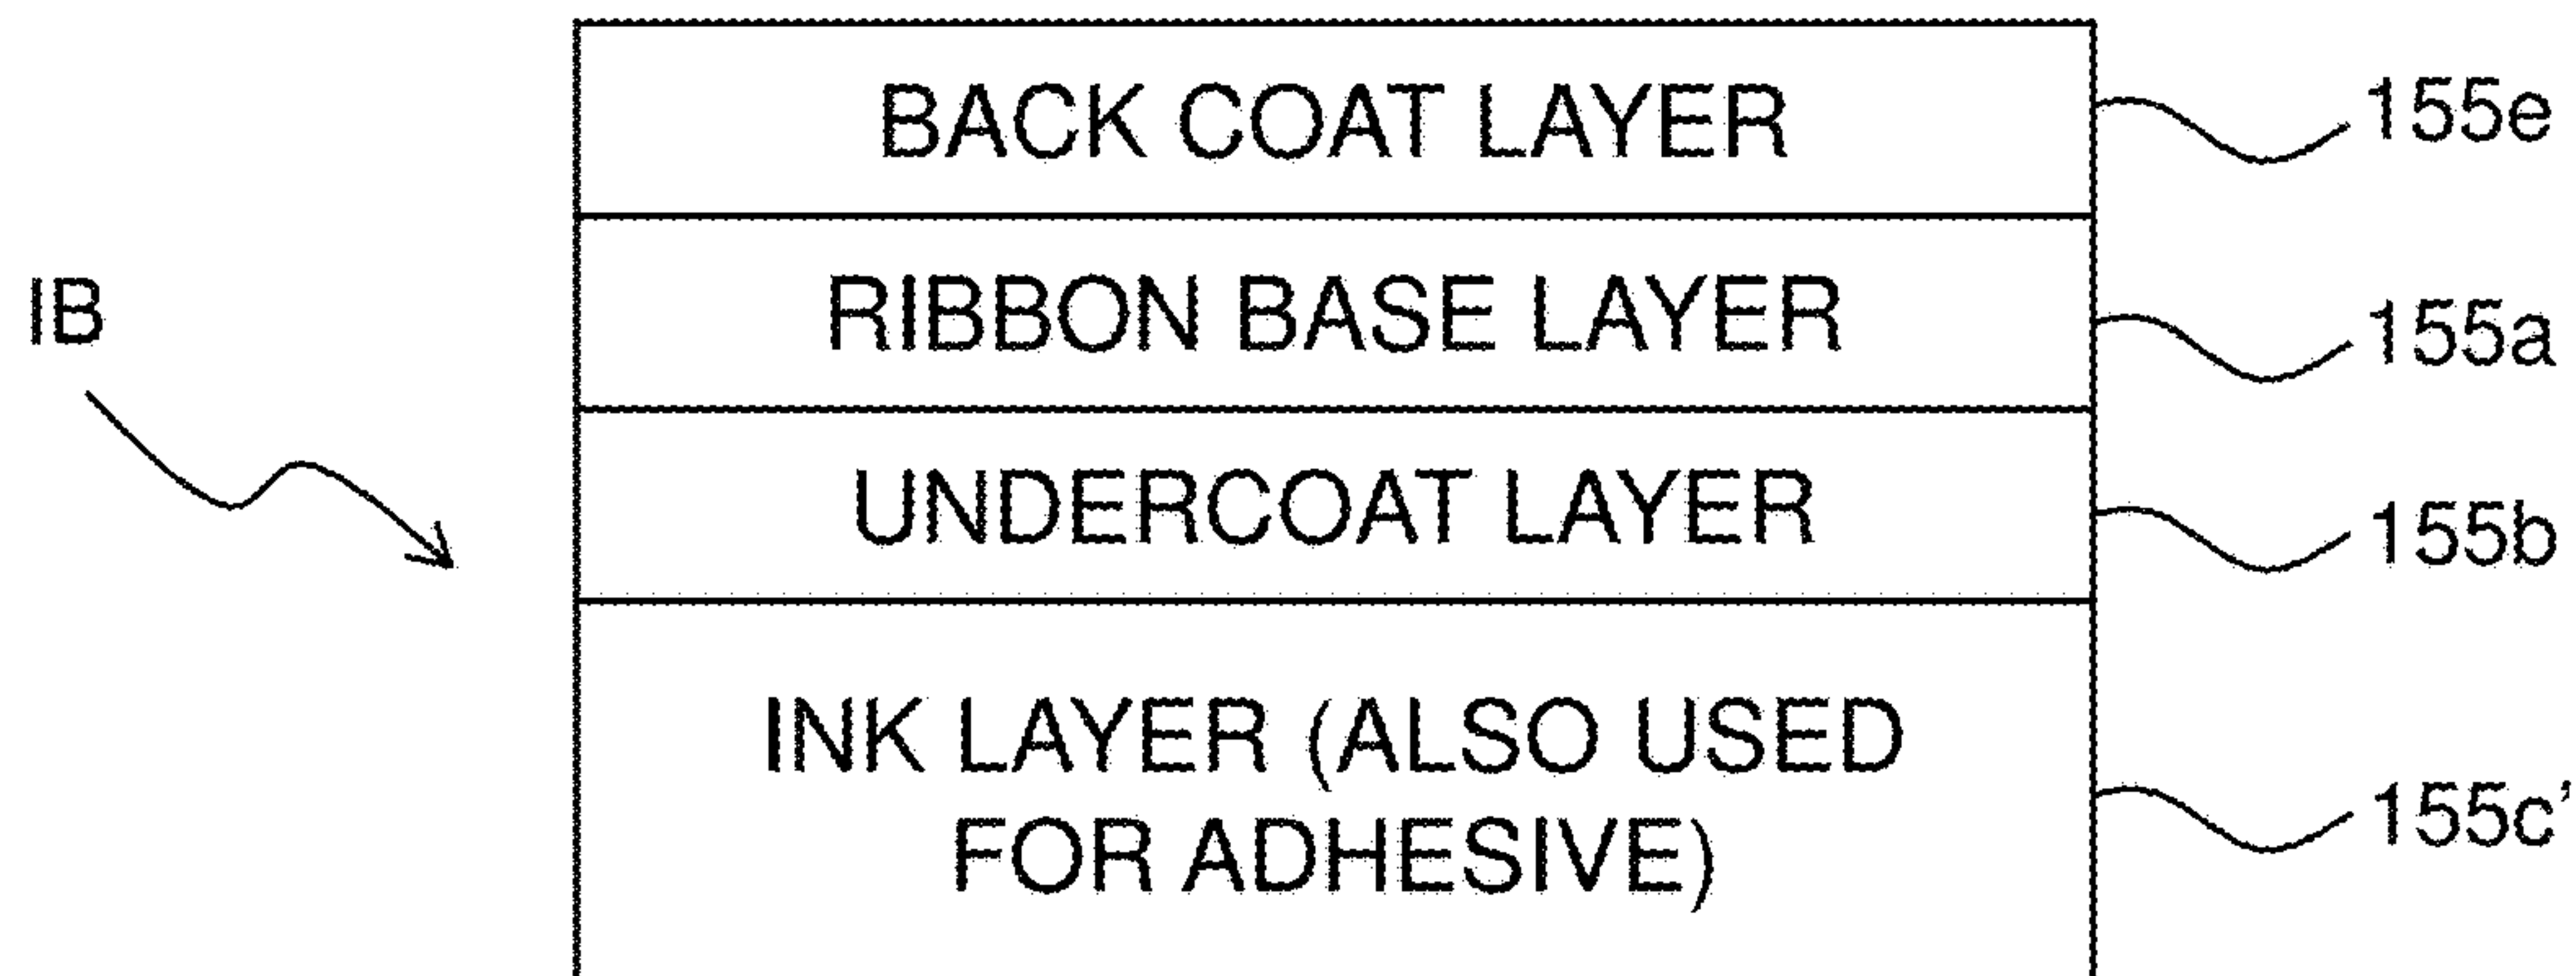 BACK COAT LAYER 155e
IB
RIBBON BASE LAYER 155a
UNDERCOAT LAYER 155b
INK LAYER (ALSO USED
FOR ADHESIVE)
155c'